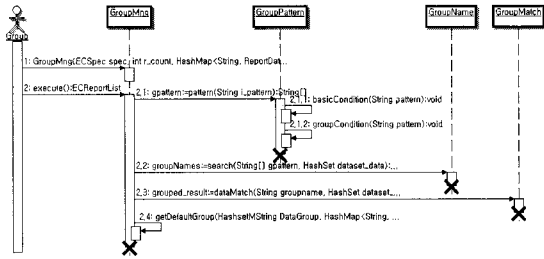 GroupMng
GroupPattern
GroupName
GroupMatch
Group
1: GroupMng(ECSpec spec, int r_count, HashMap<String, ReportDat...
2: execute():ECReportList
2,1: gpattern:=pattern(String i_pattern):String[]
2,1,1: basicCondition(String pattern):void
2,1,2: groupCondition(String pattern):void
2,2: groupNames:=search(String[] gpattern, HashSet dataset_data):...
2,3: grouped_result:=dataMatch(String groupname, HashSet dataset_...
2,4: getDefaultGroup(HashsetMString DataGroup, HashMap<String, ...